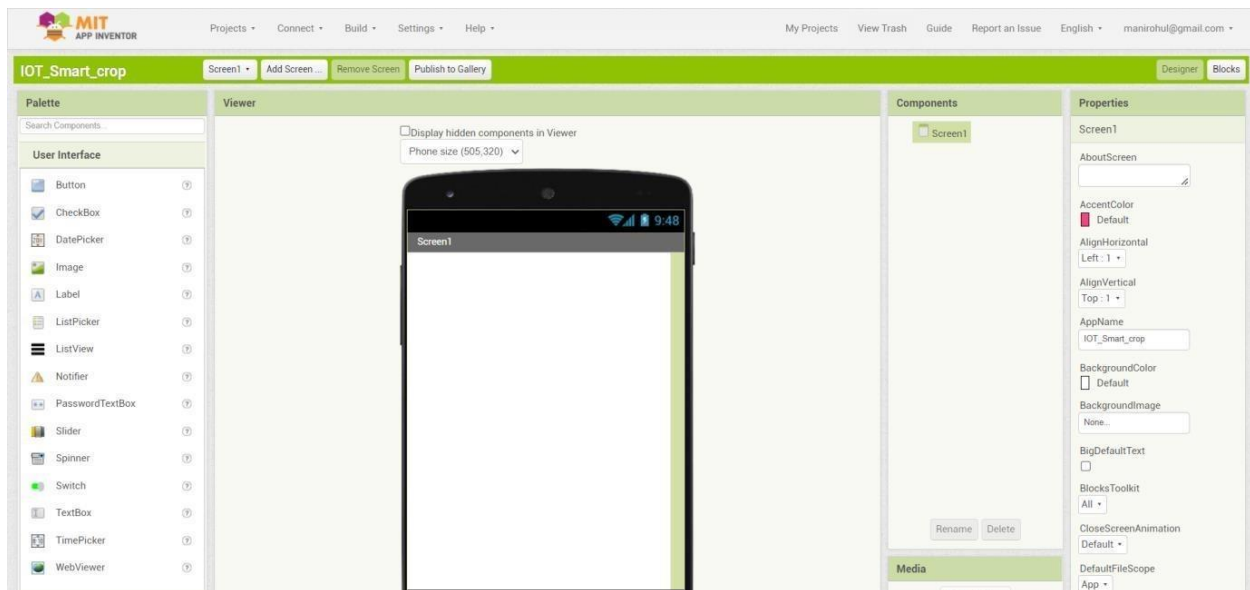 MIT
APP INVENTOR
Projects Connect Build Settings Help My Projects View Trash Guide Report an Issue English manirohul@gmail.com
IOT_Smart_crop Screen1 Add Screen ... Remove Screen Publish to Gallery Designer Blocks
Palette
Search Components...
User Interface
Button
CheckBox
DatePicker
Image
Label
ListPicker
ListView
Notifier
PasswordTextBox
Slider
Spinner
Switch
TextBox
TimePicker
WebViewer
Viewer
Display hidden components in Viewer
Phone size (505,320)
9:48
Screen1
Components
Screen1
Rename Delete
Media
Properties
Screen1
AboutScreen
AccentColor
Default
AlignHorizontal
Left : 1
AlignVertical
Top : 1
AppName
IOT_Smart_crop
BackgroundColor
Default
BackgroundImage
None...
BigDefaultText
BlocksToolkit
All
CloseScreenAnimation
Default
DefaultFileScope
App